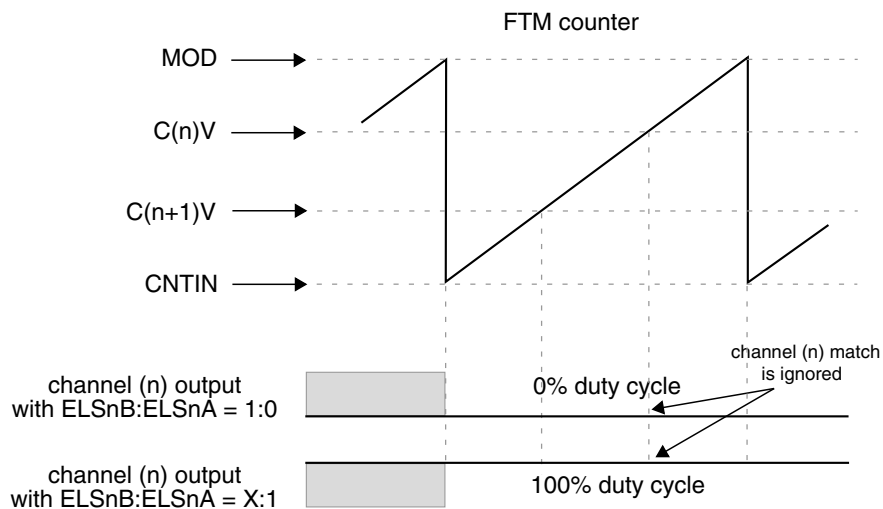 FTM counter
MOD
C(n)V
C(n+1)V
CNTIN
channel (n) match
is ignored
channel (n) output
with ELSnB:ELSnA = 1:0
0% duty cycle
channel (n) output
with ELSnB:ELSnA = X:1
100% duty cycle